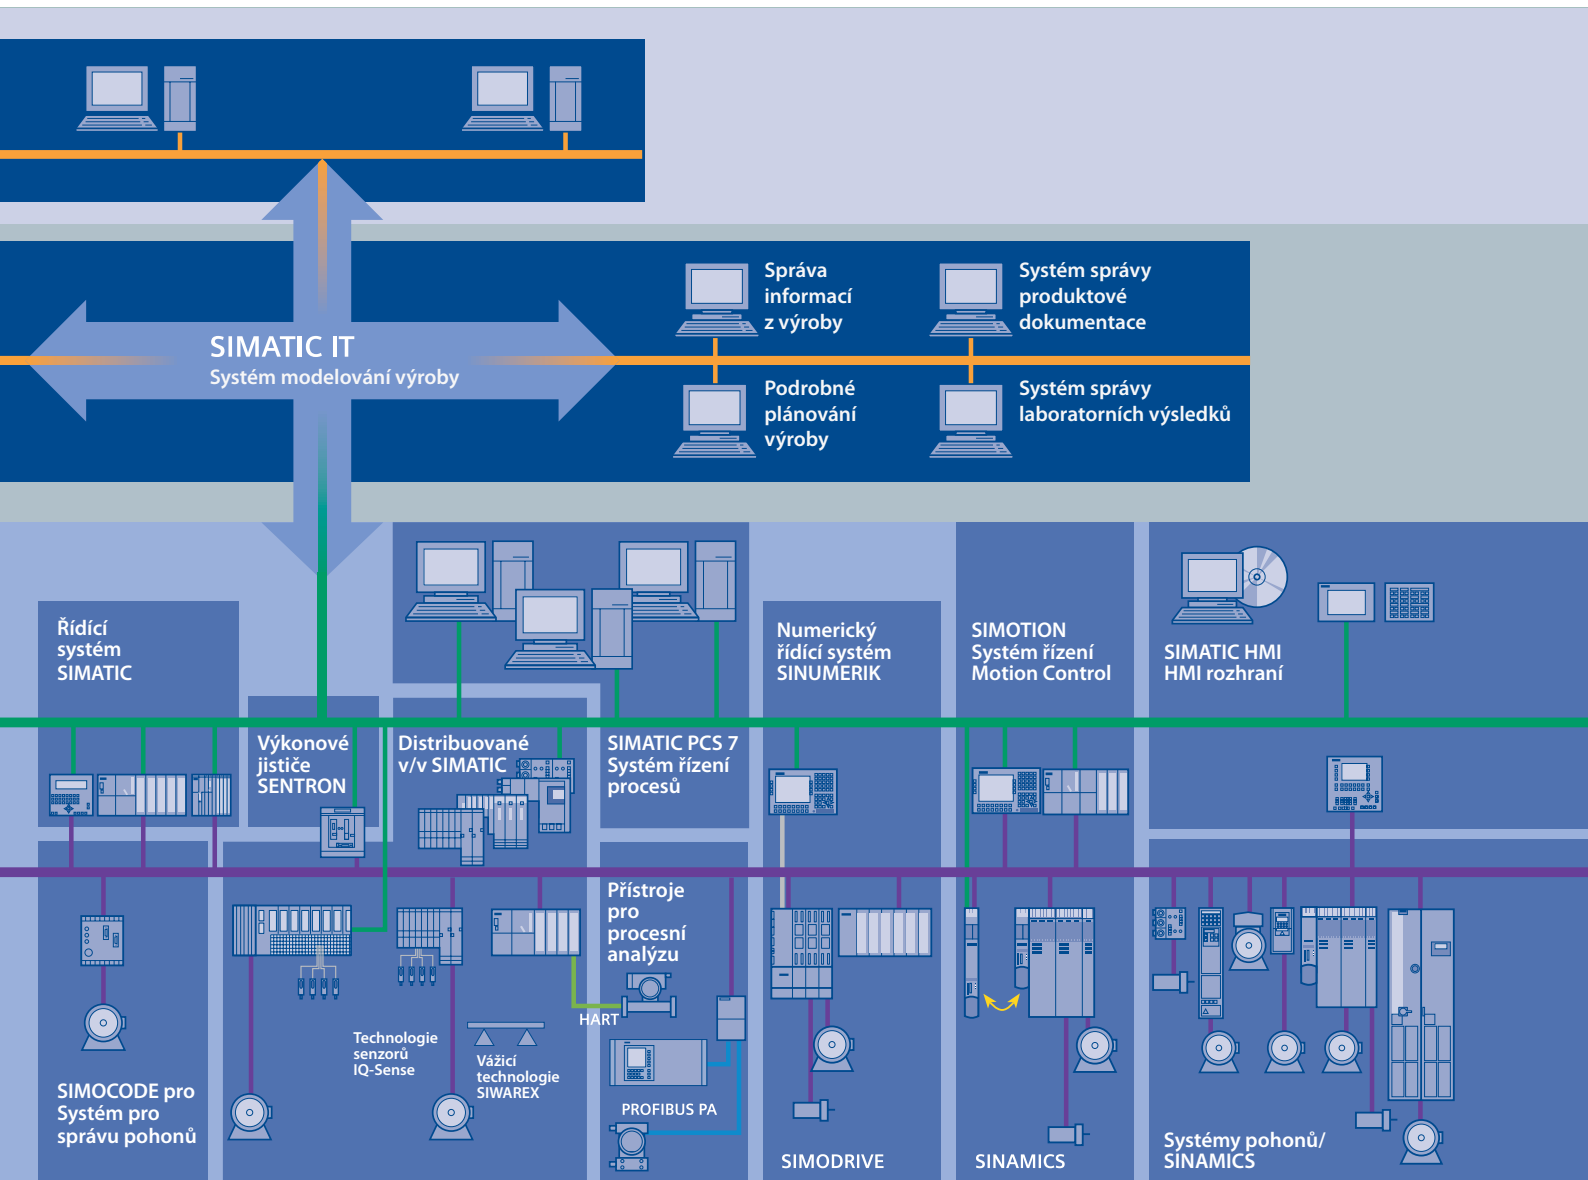 Správa
informací
z výroby
Systém správy
produktové
dokumentace
SIMATIC IT
Systém modelování výroby
Podrobné
plánování
výroby
Systém správy
laboratorních výsledků
Řídící
systém
SIMATIC
Numerický
řídící systém
SINUMERIK
SIMOTION
Systém řízení
Motion Control
SIMATIC HMI
HMI rozhraní
Výkonové
jističe
SENTRON
Distribuované
v/v SIMATIC
SIMATIC PCS 7
Systém řízení
procesů
Přístroje
pro
procesní
analýzu
HART
Technologie
senzorů
IQ-Sense
Vážicí
technologie
SIWAREX
SIMOCODE pro
Systém pro
správu pohonů
PROFIBUS PA
SIMODRIVE
SINAMICS
Systémy pohonů/
SINAMICS